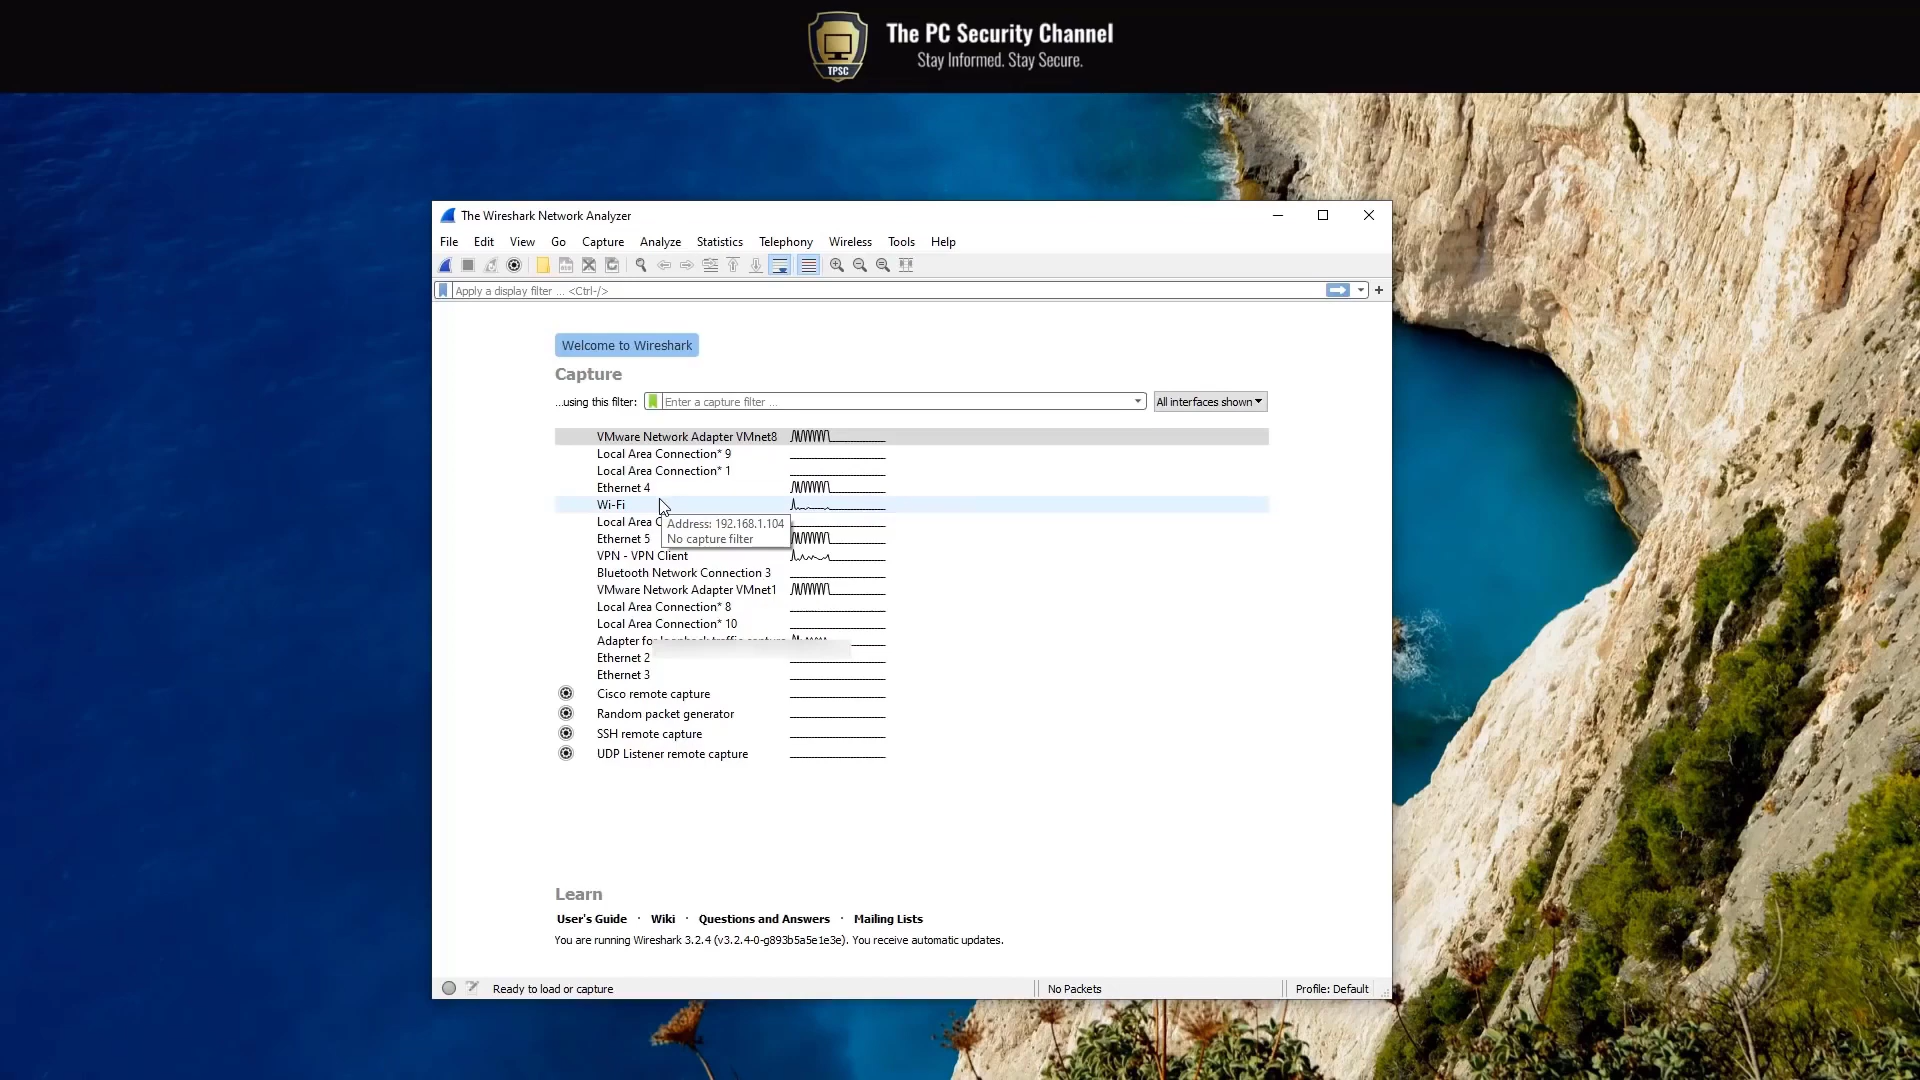 The PC Security Channel
Stay Informed. Stay Secure.
TPSC
The Wireshark Network Analyzer
File Edit View Go Capture Analyze Statistics Telephony Wireless Tools Help
Apply a display filter ... <Ctrl-/>
Welcome to Wireshark
Capture
...using this filter: Enter a capture filter ... All interfaces shown
VMware Network Adapter VMnet8
Local Area Connection* 9
Local Area Connection* 1
Ethernet 4
Wi-Fi
Local Area C
Address: 192.168.1.104
No capture filter
Ethernet 5
VPN - VPN Client
Bluetooth Network Connection 3
VMware Network Adapter VMnet1
Local Area Connection* 8
Local Area Connection* 10
Adapter for loopback traffic capture
Ethernet 2
Ethernet 3
Cisco remote capture
Random packet generator
SSH remote capture
UDP Listener remote capture
Learn
User's Guide · Wiki · Questions and Answers · Mailing Lists
You are running Wireshark 3.2.4 (v3.2.4-0-g893b5a5e1e3e). You receive automatic updates.
Ready to load or capture No Packets Profile: Default